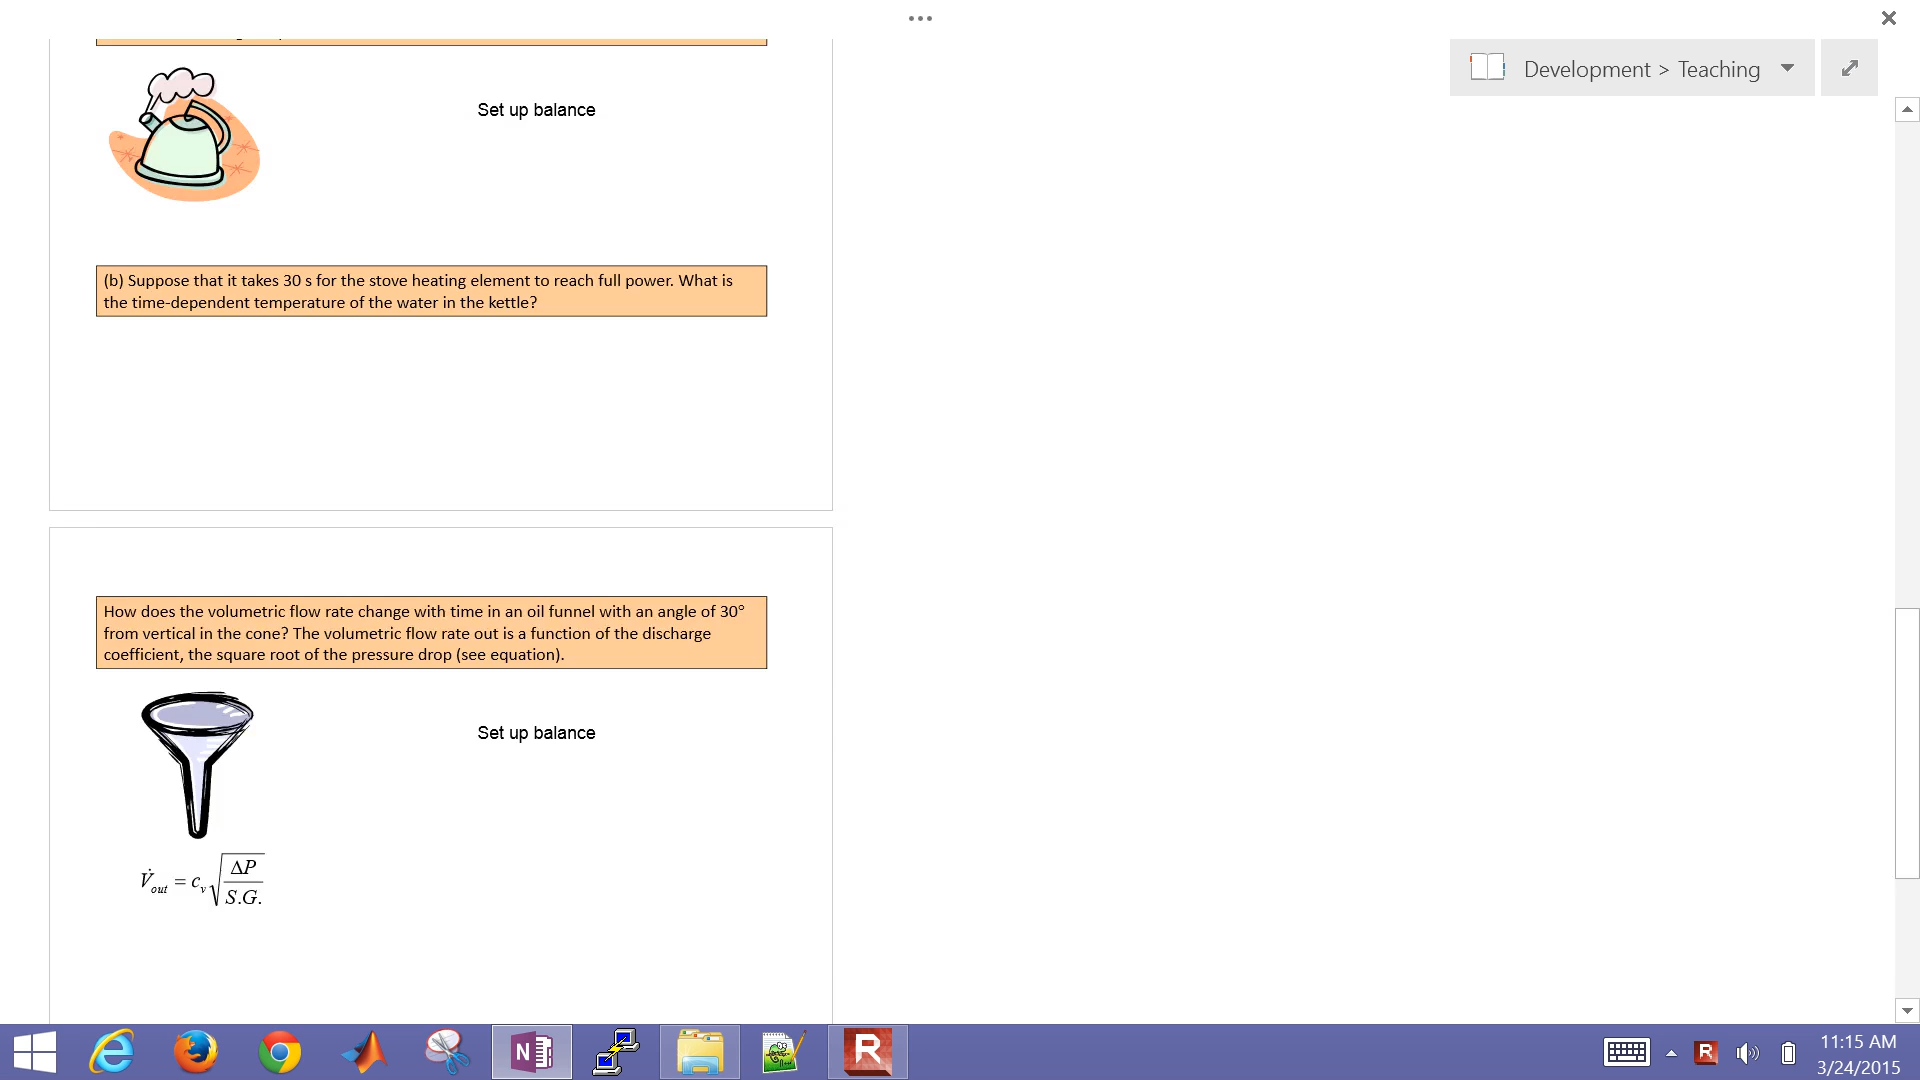 Development > Teaching
Set up balance
(b) Suppose that it takes 30 s for the stove heating element to reach full power. What is
the time-dependent temperature of the water in the kettle?
How does the volumetric flow rate change with time in an oil funnel with an angle of 30°
from vertical in the cone? The volumetric flow rate out is a function of the discharge
coefficient, the square root of the pressure drop (see equation).
Set up balance
V̇out = cv√(ΔP / S.G.)
N
R
R
11:15 AM
3/24/2015